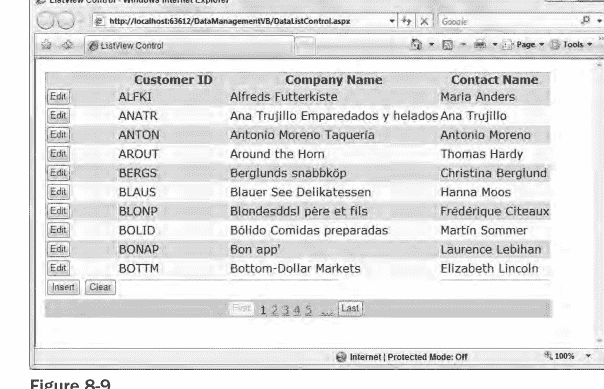 ListView Control - Windows Internet Explorer
http://localhost:63612/DataManagementVB/DataListControl.aspx
Google
ListView Control
Page
Tools
Customer ID Company Name Contact Name
Edit ALFKI Alfreds Futterkiste Maria Anders
Edit ANATR Ana Trujillo Emparedados y helados Ana Trujillo
Edit ANTON Antonio Moreno Taquería Antonio Moreno
Edit AROUT Around the Horn Thomas Hardy
Edit BERGS Berglunds snabbköp Christina Berglund
Edit BLAUS Blauer See Delikatessen Hanna Moos
Edit BLONP Blondesddsl père et fils Frédérique Citeaux
Edit BOLID Bólido Comidas preparadas Martín Sommer
Edit BONAP Bon app' Laurence Lebihan
Edit BOTTM Bottom-Dollar Markets Elizabeth Lincoln
Insert Clear
First 1 2 3 4 5 ... Last
Internet | Protected Mode: Off 100%
Figure 8-9